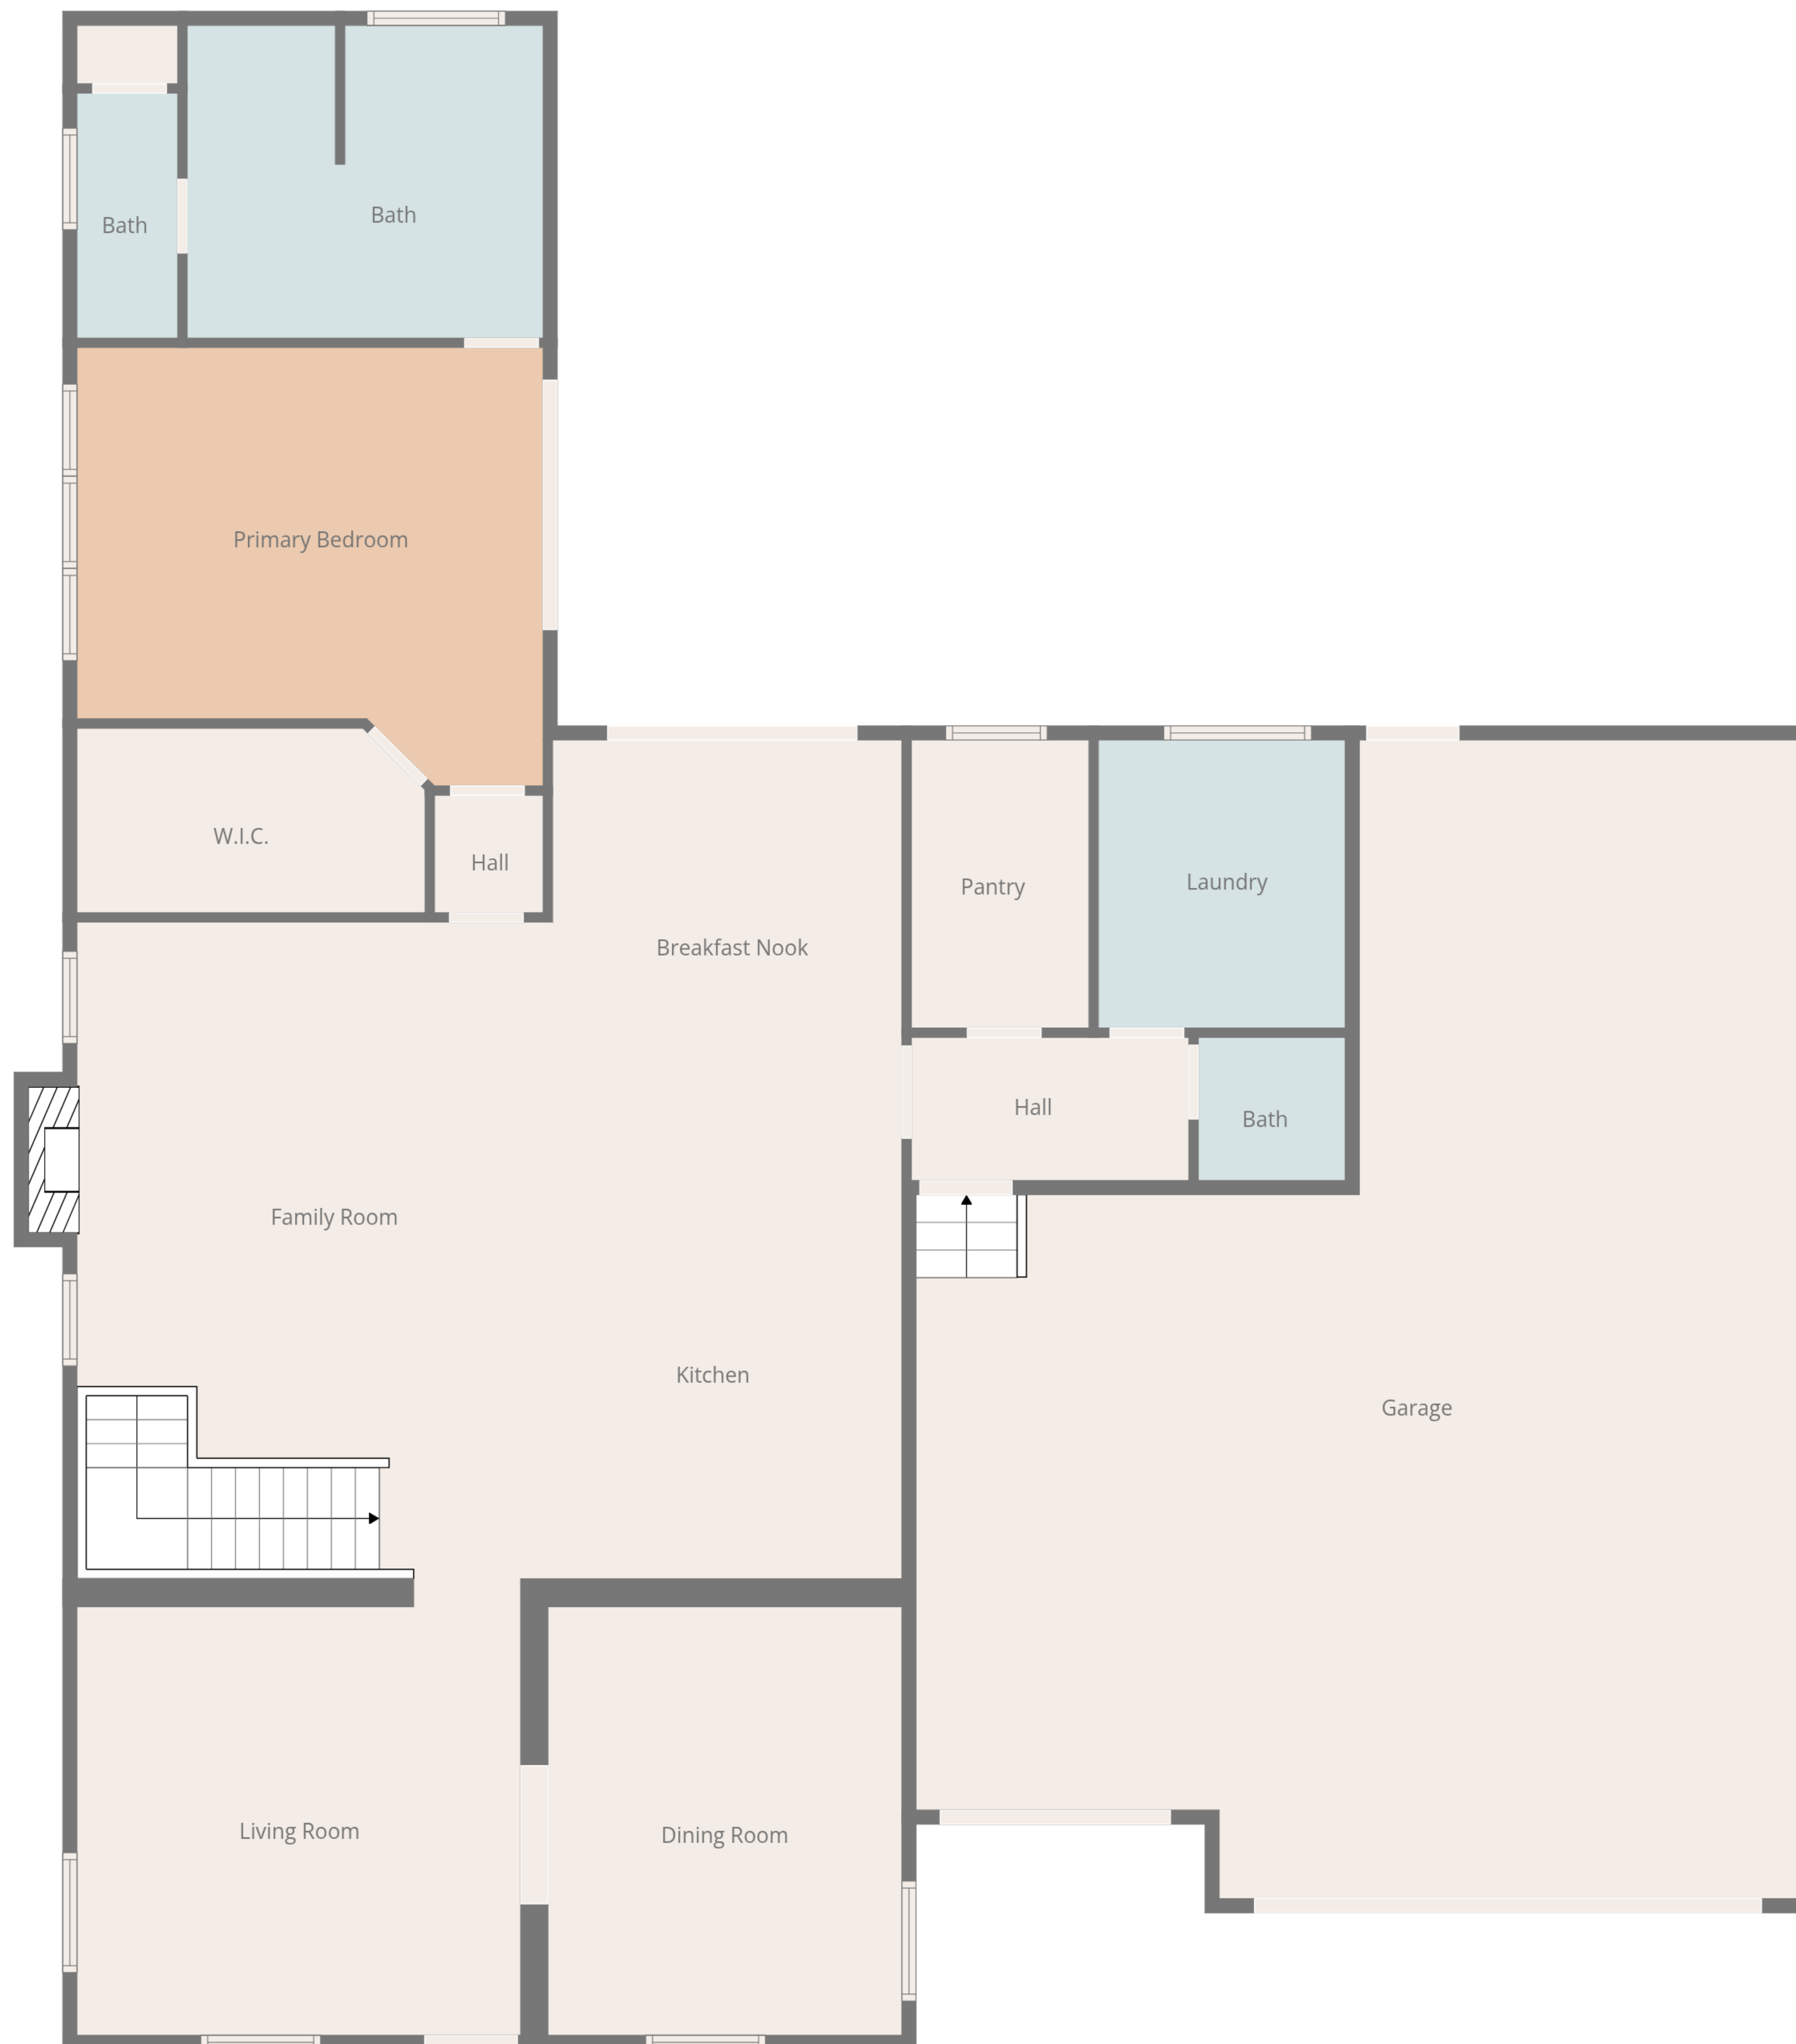 Bath
Bath
Primary Bedroom
W.I.C.
Hall
Pantry
Laundry
Breakfast Nook
Hall
Bath
Family Room
Kitchen
Garage
Living Room
Dining Room